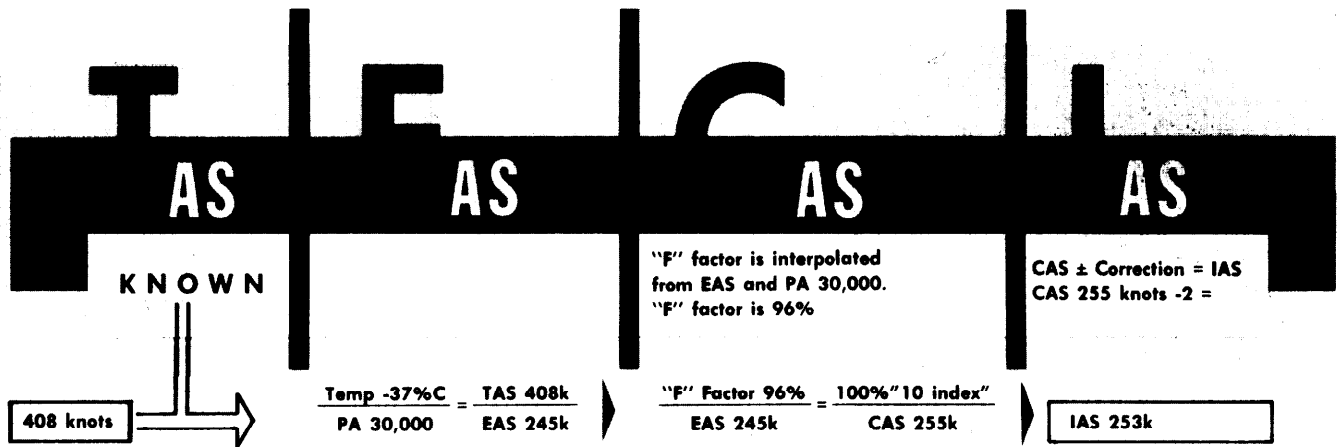 T E C I
AS AS AS AS
KNOWN
"F" factor is interpolated
from EAS and PA 30,000.
"F" factor is 96%
CAS ± Correction = IAS
CAS 255 knots -2 =
408 knots
Temp -37%C = TAS 408k
PA 30,000 EAS 245k
"F" Factor 96% = 100%"10 index"
EAS 245k CAS 255k
IAS 253k